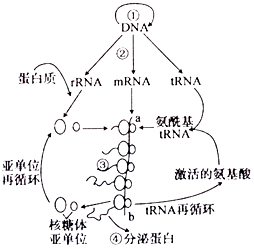 ①
DNA
②
蛋白质
rRNA mRNA tRNA
a
氨酰基
tRNA
亚单位
再循环
③
激活的氨基酸
b
tRNA再循环
核糖体
亚单位
④分泌蛋白